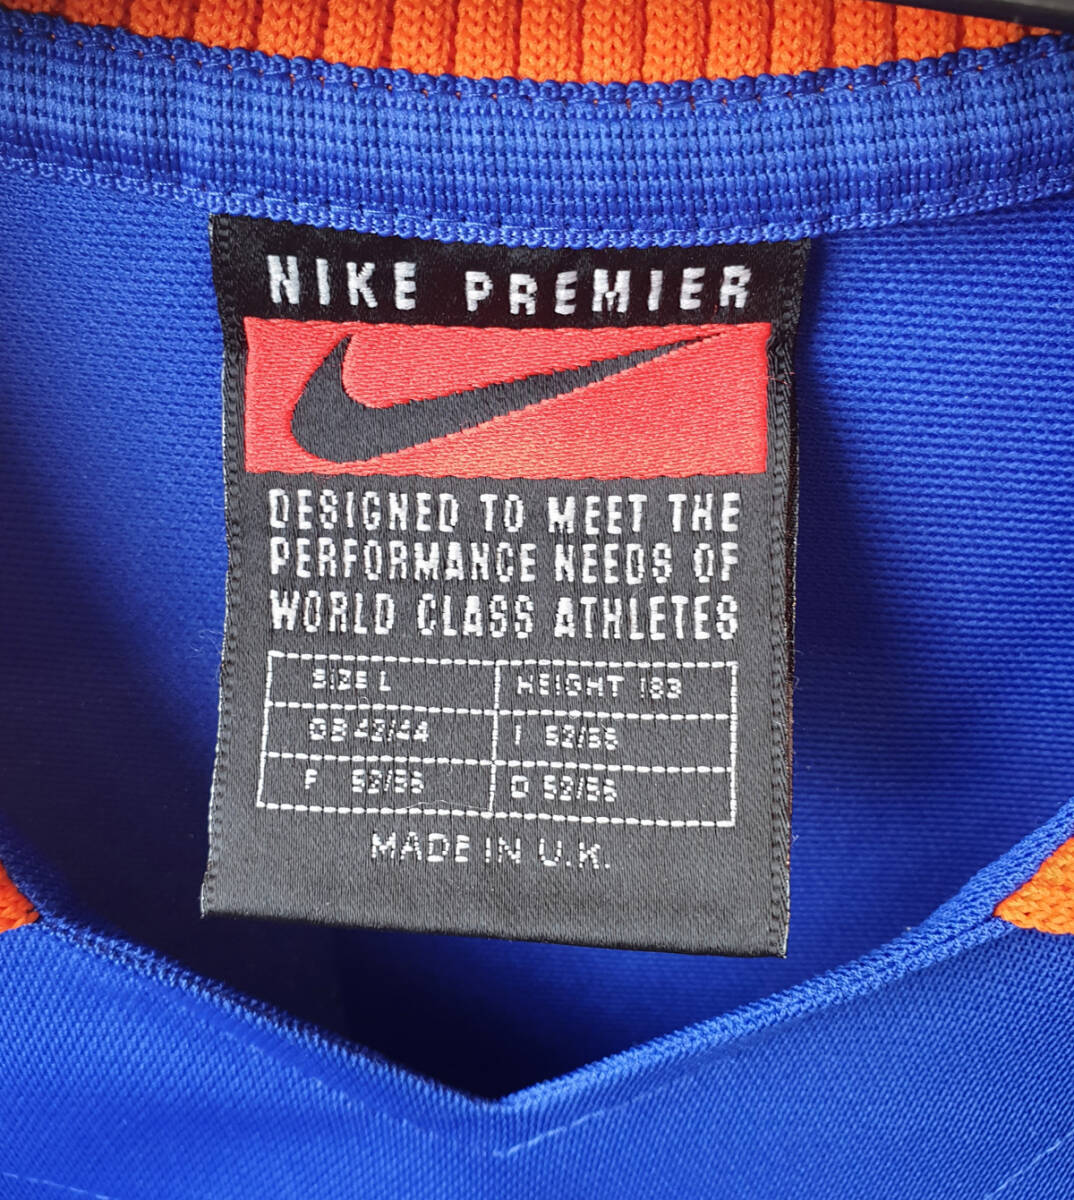 NIKE PREMIER
DESIGNED TO MEET THE
PERFORMANCE NEEDS OF
WORLD CLASS ATHLETES
SIZE L HEIGHT 183
GB 42/44 I 52/56
F 52/56 D 52/56
MADE IN U.K.